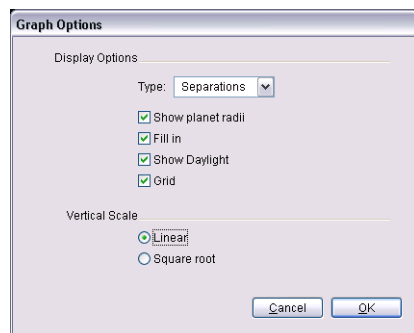 Graph Options
Display Options
Type: Separations
Show planet radii
Fill in
Show Daylight
Grid
Vertical Scale
Linear
Square root
Cancel OK